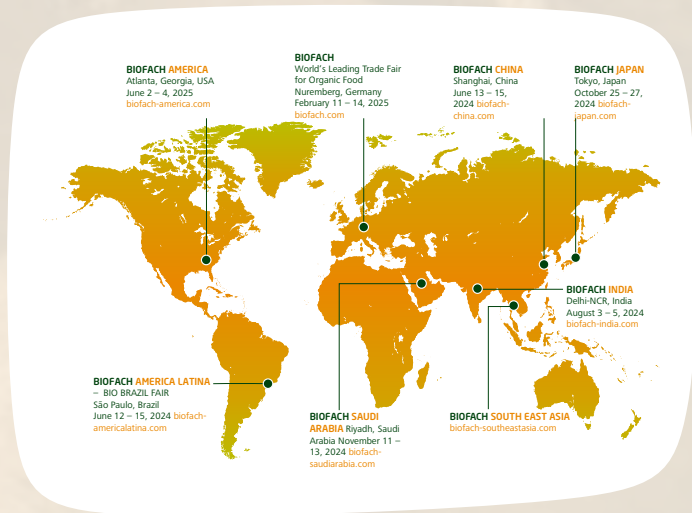 BIOFACH AMERICA
Atlanta, Georgia, USA
June 2 – 4, 2025
biofach-america.com
BIOFACH
World's Leading Trade Fair
for Organic Food
Nuremberg, Germany
February 11 – 14, 2025
biofach.com
BIOFACH CHINA
Shanghai, China
June 13 – 15,
2024 biofach-
china.com
BIOFACH JAPAN
Tokyo, Japan
October 25 – 27,
2024 biofach-
japan.com
BIOFACH INDIA
Delhi-NCR, India
August 3 – 5, 2024
biofach-india.com
BIOFACH AMERICA LATINA
– BIO BRAZIL FAIR
São Paulo, Brazil
June 12 – 15, 2024 biofach-
americalatina.com
BIOFACH SAUDI
ARABIA Riyadh, Saudi
Arabia November 11 –
13, 2024 biofach-
saudiarabia.com
BIOFACH SOUTH EAST ASIA
biofach-southeastasia.com